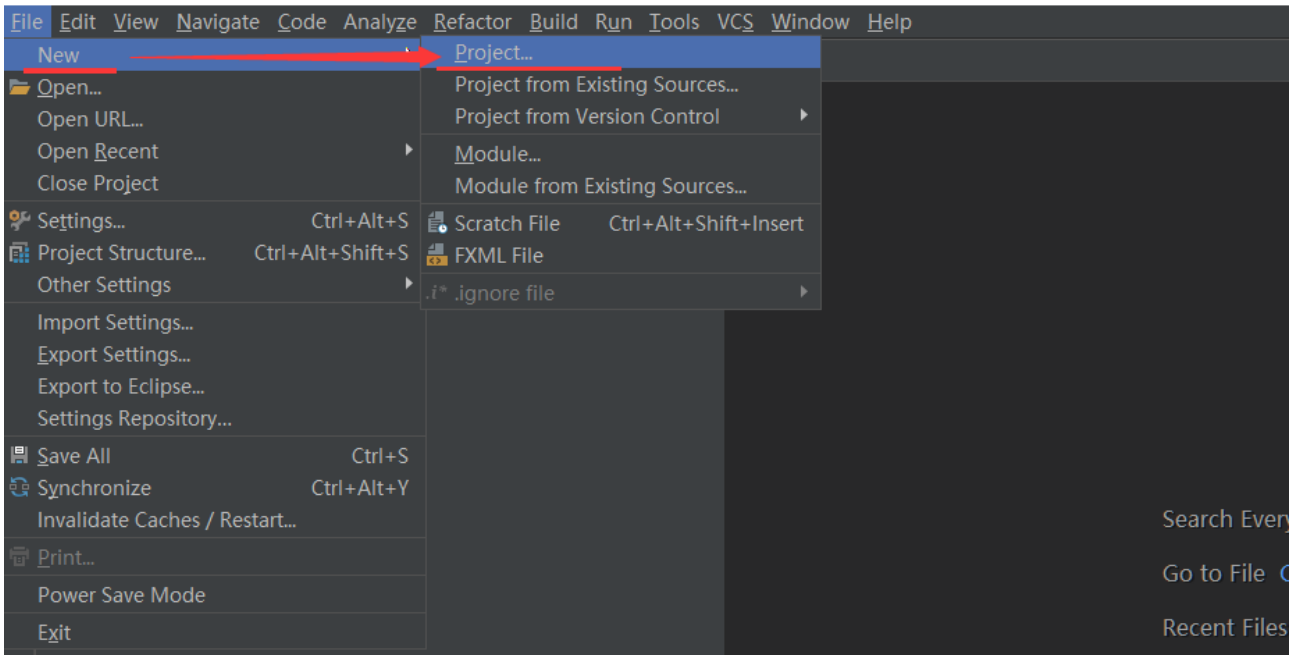 File Edit View Navigate Code Analyze Refactor Build Run Tools VCS Window Help
New
Open...
Open URL...
Open Recent
Close Project
Settings... Ctrl+Alt+S
Project Structure... Ctrl+Alt+Shift+S
Other Settings
Import Settings...
Export Settings...
Export to Eclipse...
Settings Repository...
Save All Ctrl+S
Synchronize Ctrl+Alt+Y
Invalidate Caches / Restart...
Print...
Power Save Mode
Exit
Project...
Project from Existing Sources...
Project from Version Control
Module...
Module from Existing Sources...
Scratch File Ctrl+Alt+Shift+Insert
FXML File
.i* .ignore file
Search Every
Go to File C
Recent Files